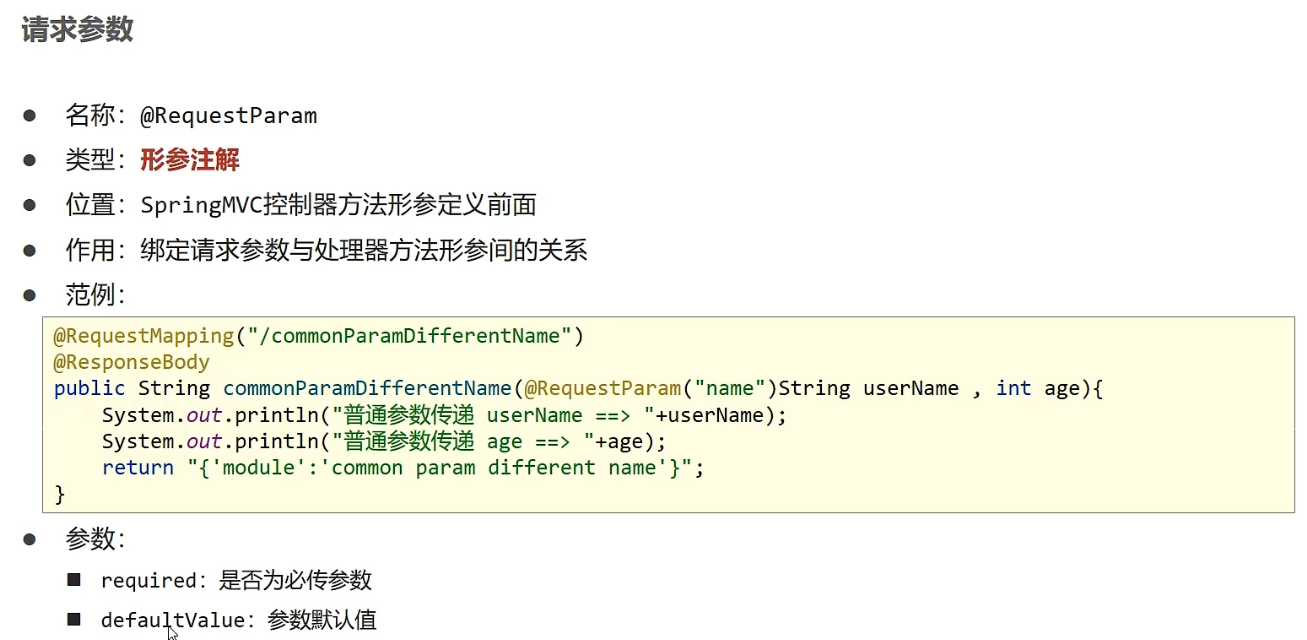 请求参数
● 名称：@RequestParam
● 类型：形参注解
● 位置：SpringMVC控制器方法形参定义前面
● 作用：绑定请求参数与处理器方法形参间的关系
● 范例：
@RequestMapping("/commonParamDifferentName")
@ResponseBody
public String commonParamDifferentName(@RequestParam("name")String userName , int age){
    System.out.println("普通参数传递 userName ==> "+userName);
    System.out.println("普通参数传递 age ==> "+age);
    return "{'module':'common param different name'}";
}
● 参数：
■ required：是否为必传参数
■ defaultValue：参数默认值